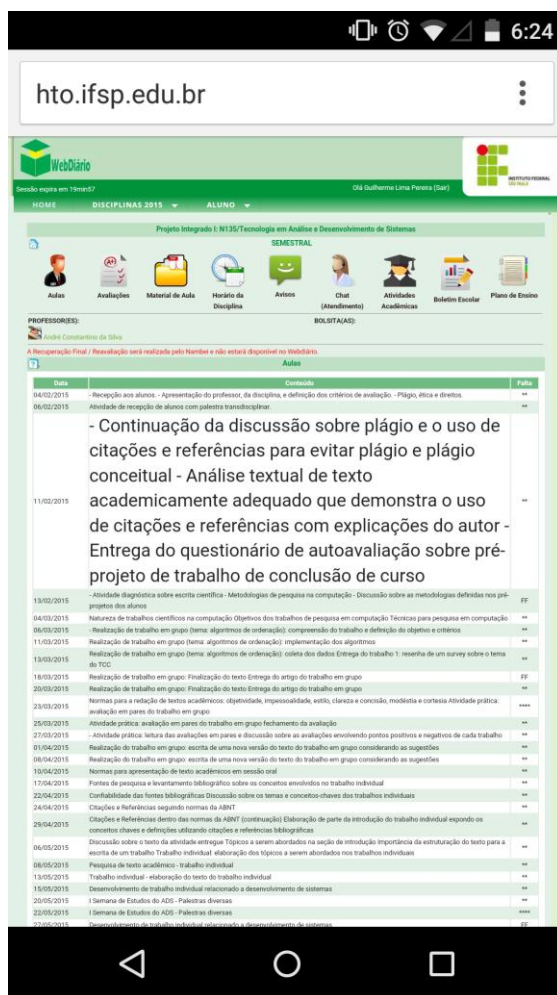 6:24
hto.ifsp.edu.br
WebDiário
INSTITUTO FEDERAL
SÃO PAULO
Sessão expira em 19min57
Olá Guilherme Lima Pereira (Sair)
HOME DISCIPLINAS 2015 ALUNO
Projeto Integrado I: N135/Tecnologia em Análise e Desenvolvimento de Sistemas
SEMESTRAL
Aulas Avaliações Material de Aula Horário da Disciplina Avisos Chat (Atendimento) Atividades Acadêmicas Boletim Escolar Plano de Ensino
PROFESSOR(ES): BOLSITA(AS):
André Constantino da Silva
A Recuperação Final / Reavaliação será realizada pelo Nambei e não estará disponível no Webdiário.
Aulas
Data Conteúdo Falta
04/02/2015 - Recepção aos alunos. - Apresentação do professor, da disciplina, e definição dos critérios de avaliação. - Plágio, ética e direitos. **
06/02/2015 Atividade de recepção de alunos com palestra transdisciplinar. **
- Continuação da discussão sobre plágio e o uso de
citações e referências para evitar plágio e plágio
conceitual - Análise textual de texto
11/02/2015 academicamente adequado que demonstra o uso **
de citações e referências com explicações do autor -
Entrega do questionário de autoavaliação sobre pré-
projeto de trabalho de conclusão de curso
13/02/2015 - Atividade diagnóstica sobre escrita científica - Metodologias de pesquisa na computação - Discussão sobre as metodologias definidas nos pré- FF
projetos dos alunos
04/03/2015 Natureza de trabalhos científicos na computação Objetivos dos trabalhos de pesquisa em computação Técnicas para pesquisa em computação **
06/03/2015 - Realização de trabalho em grupo (tema: algoritmos de ordenação): compreensão do trabalho e definição do objetivo e critérios **
11/03/2015 Realização de trabalho em grupo (tema: algoritmos de ordenação): implementação dos algoritmos **
13/03/2015 Realização de trabalho em grupo (tema: algoritmos de ordenação): coleta dos dados Entrega do trabalho 1: resenha de um survey sobre o tema **
do TCC
18/03/2015 Realização de trabalho em grupo: Finalização do texto Entrega do artigo do trabalho em grupo FF
20/03/2015 Realização de trabalho em grupo: Finalização do texto Entrega do artigo do trabalho em grupo **
23/03/2015 Normas para a redação de textos acadêmicos: objetividade, impessoalidade, estilo, clareza e concisão, modéstia e cortesia Atividade prática: ****
avaliação em pares do trabalho em grupo
25/03/2015 Atividade prática: avaliação em pares do trabalho em grupo fechamento da avaliação **
27/03/2015 - Atividade prática: leitura das avaliações em pares e discussão sobre as avaliações envolvendo pontos positivos e negativos de cada trabalho **
01/04/2015 Realização de trabalho em grupo: escrita de uma nova versão do texto do trabalho em grupo considerando as sugestões **
08/04/2015 Realização de trabalho em grupo: escrita de uma nova versão do texto do trabalho em grupo considerando as sugestões **
10/04/2015 Normas para apresentação de texto acadêmicos em sessão oral **
17/04/2015 Fontes de pesquisa e levantamento bibliográfico sobre os conceitos envolvidos no trabalho individual **
22/04/2015 Confiabilidade das fontes bibliográficas Discussão sobre os temas e conceitos-chaves dos trabalhos individuais **
24/04/2015 Citações e Referências seguindo normas da ABNT **
29/04/2015 Citações e Referências dentro das normas da ABNT (continuação) Elaboração de parte da introdução do trabalho individual expondo os **
conceitos chaves e definições utilizando citações e referências bibliográficas
06/05/2015 Discussão sobre o texto da atividade entregue Tópicos a serem abordados na seção de introdução Importância da estruturação do texto para a **
escrita de um trabalho Trabalho individual: elaboração dos tópicos a serem abordados nos trabalhos individuais
08/05/2015 Pesquisa de texto acadêmico - trabalho individual **
13/05/2015 Trabalho individual - elaboração do texto do trabalho individual **
15/05/2015 Desenvolvimento de trabalho individual relacionado a desenvolvimento de sistemas **
20/05/2015 I Semana de Estudos do ADS - Palestras diversas **
22/05/2015 I Semana de Estudos do ADS - Palestras diversas ****
27/05/2015 Desenvolvimento de trabalho individual relacionado a desenvolvimento de sistemas FF